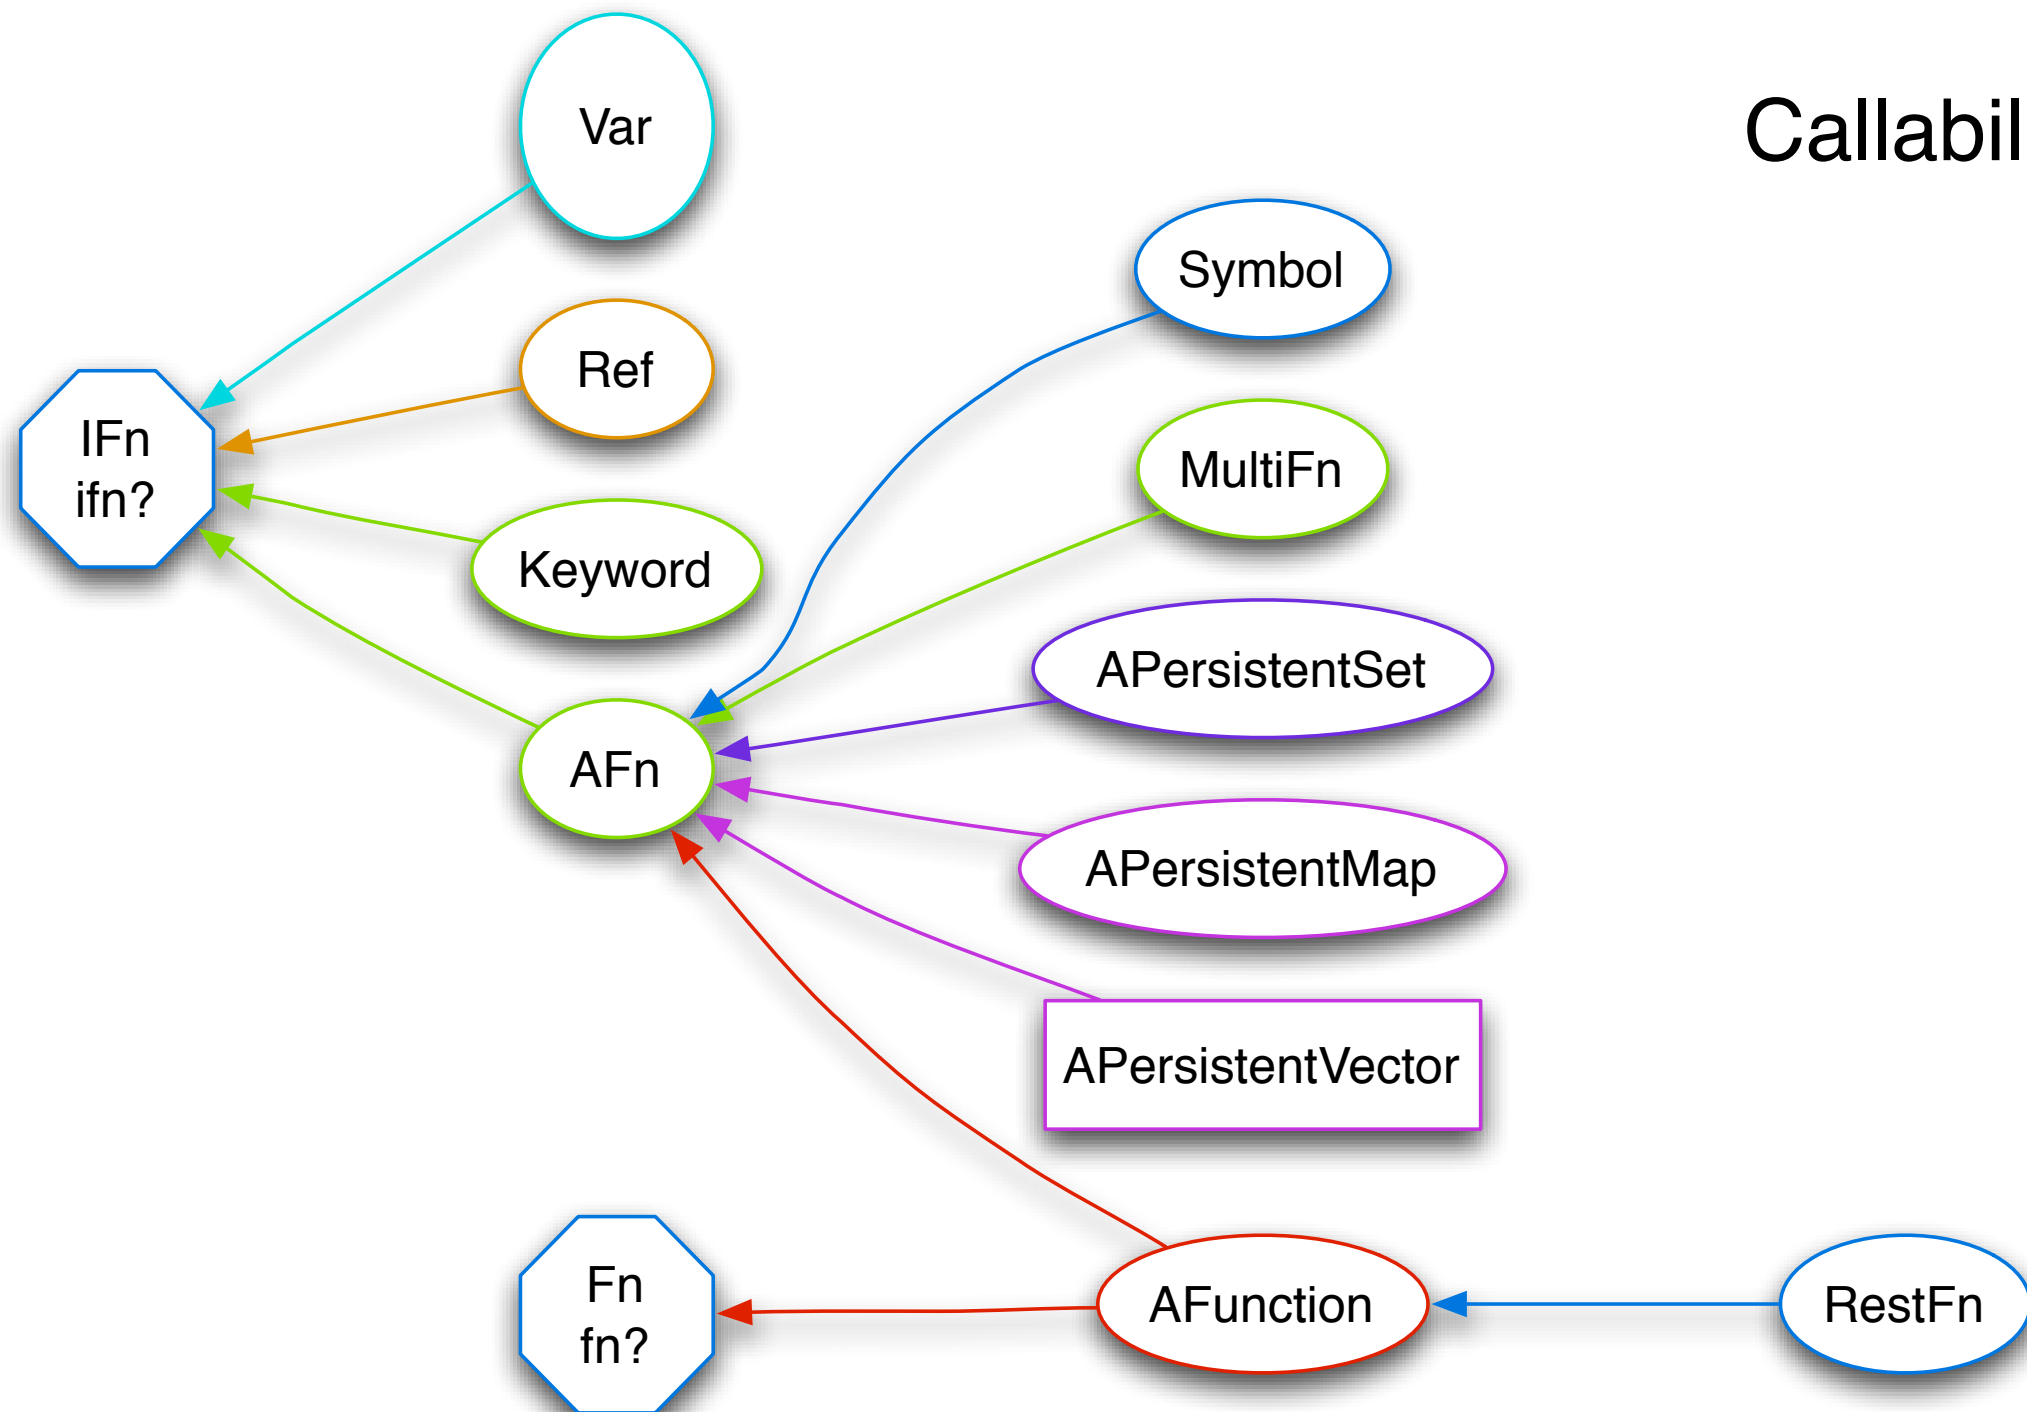 Callabil
Var
Symbol
Ref
IFn
ifn?
MultiFn
Keyword
APersistentSet
AFn
APersistentMap
APersistentVector
Fn
fn?
AFunction
RestFn